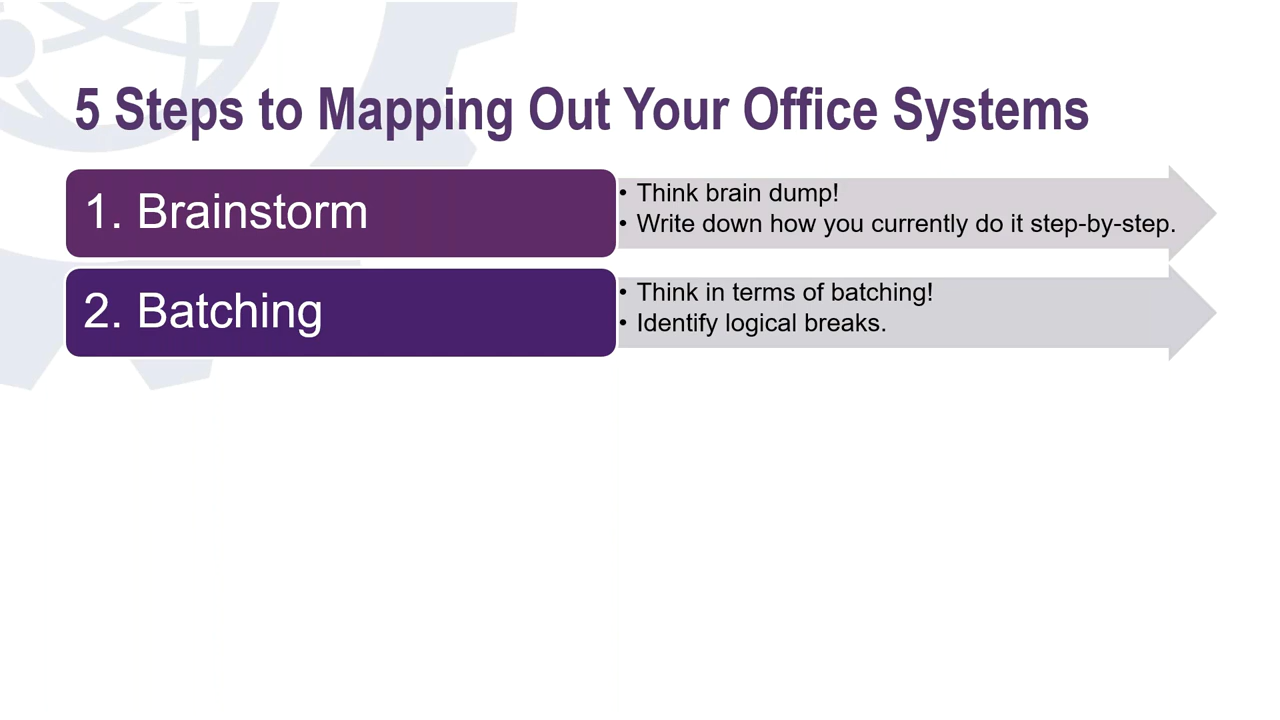 5 Steps to Mapping Out Your Office Systems
1. Brainstorm
• Think brain dump!
• Write down how you currently do it step-by-step.
2. Batching
• Think in terms of batching!
• Identify logical breaks.